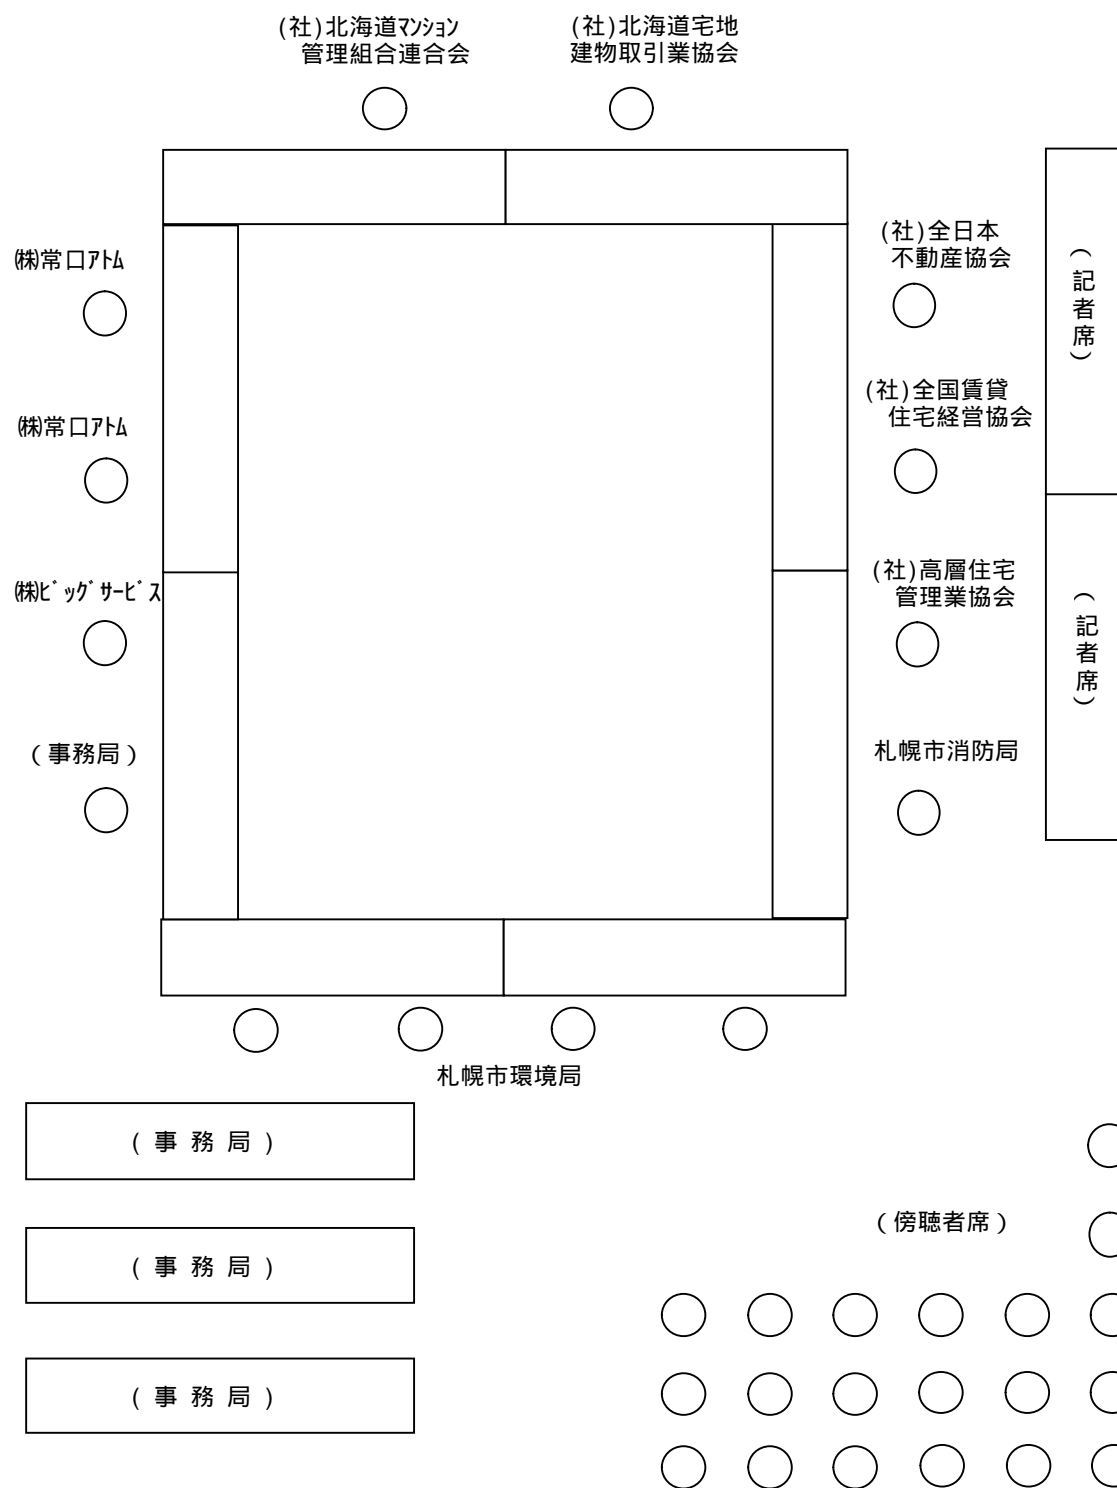 (社)北海道ﾏﾝｼｮﾝ
管理組合連合会
(社)北海道宅地
建物取引業協会
㈱常口ｱﾄﾑ
(社)全日本
不動産協会
(記者席)
㈱常口ｱﾄﾑ
(社)全国賃貸
住宅経営協会
㈱ﾋﾞｯｸﾞｻｰﾋﾞｽ
(社)高層住宅
管理業協会
(記者席)
(事務局)
札幌市消防局
札幌市環境局
(事務局)
(傍聴者席)
(事務局)
(事務局)